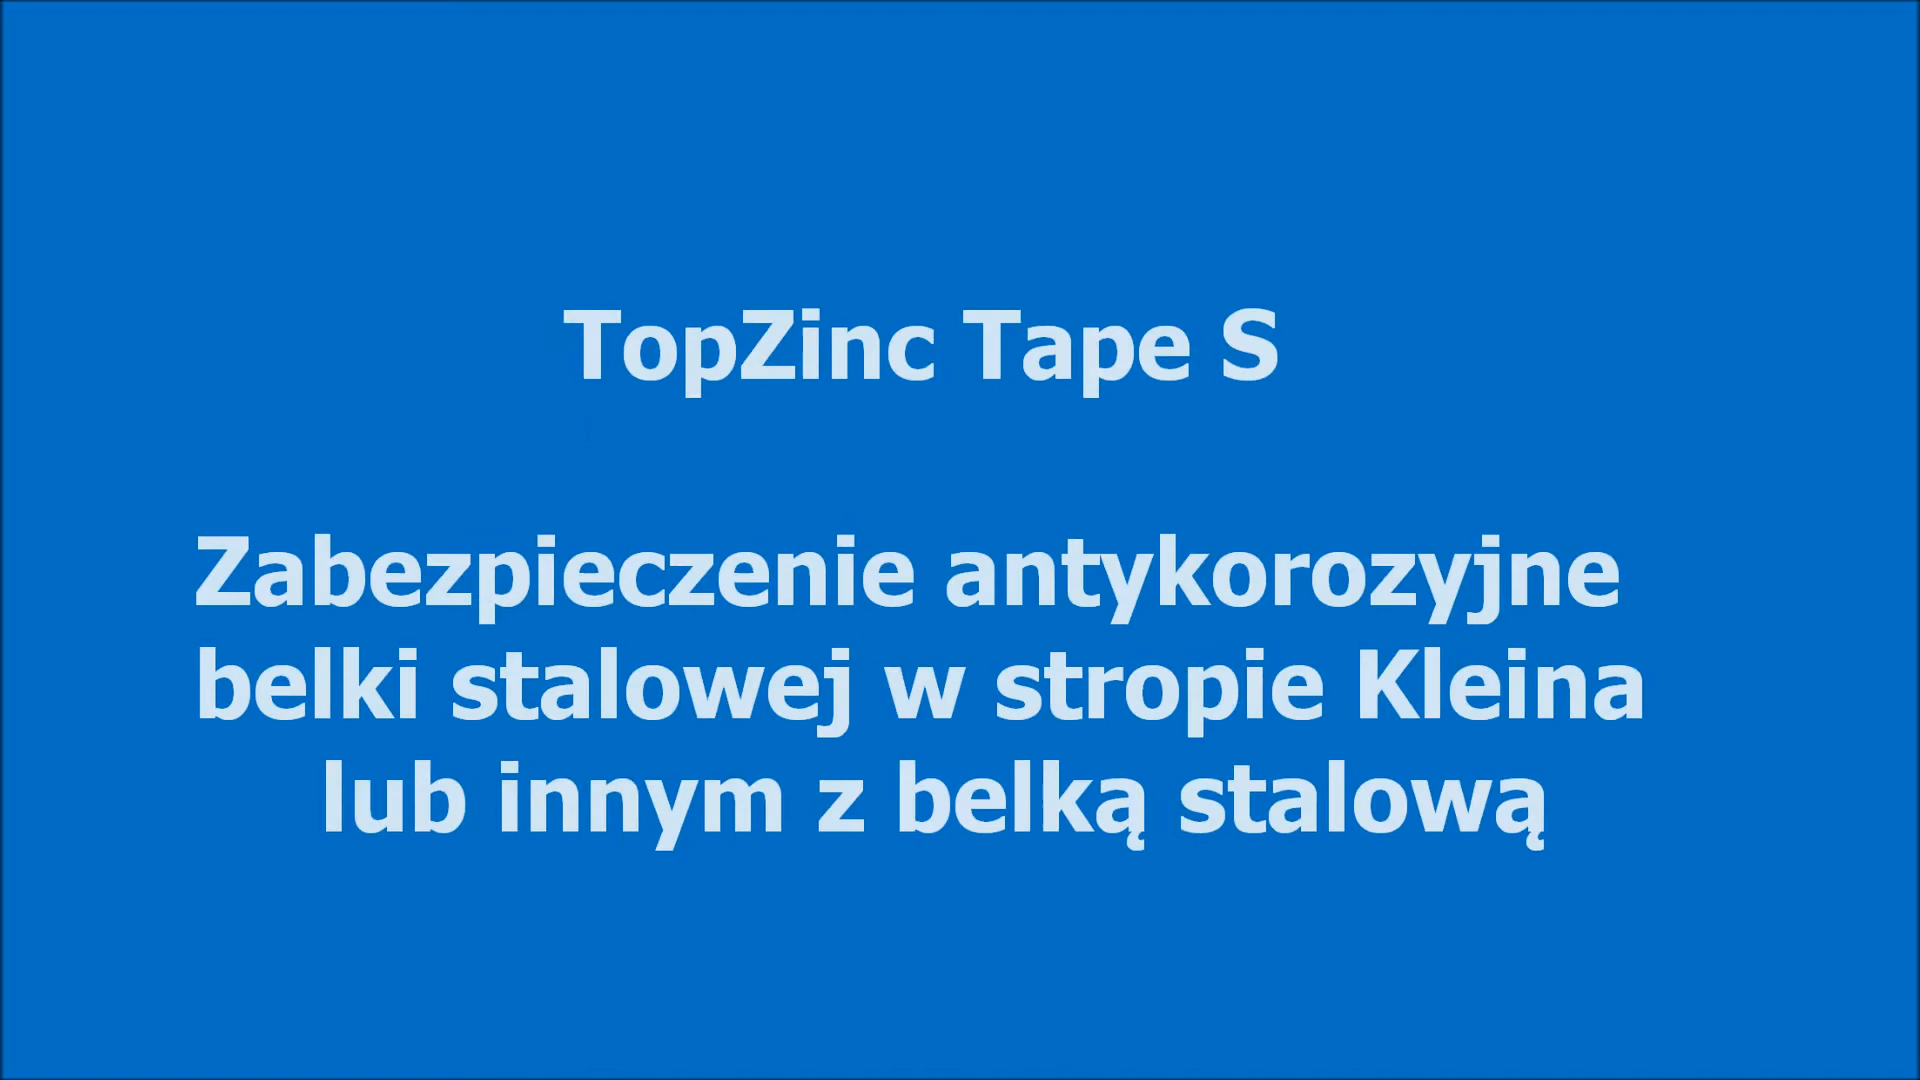 TopZinc Tape S
Zabezpieczenie antykorozyjne
belki stalowej w stropie Kleina
lub innym z belką stalową